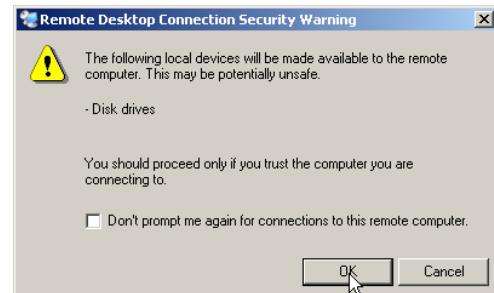 Remote Desktop Connection Security Warning
The following local devices will be made available to the remote
computer. This may be potentially unsafe.
- Disk drives
You should proceed only if you trust the computer you are
connecting to.
Don't prompt me again for connections to this remote computer.
OK Cancel